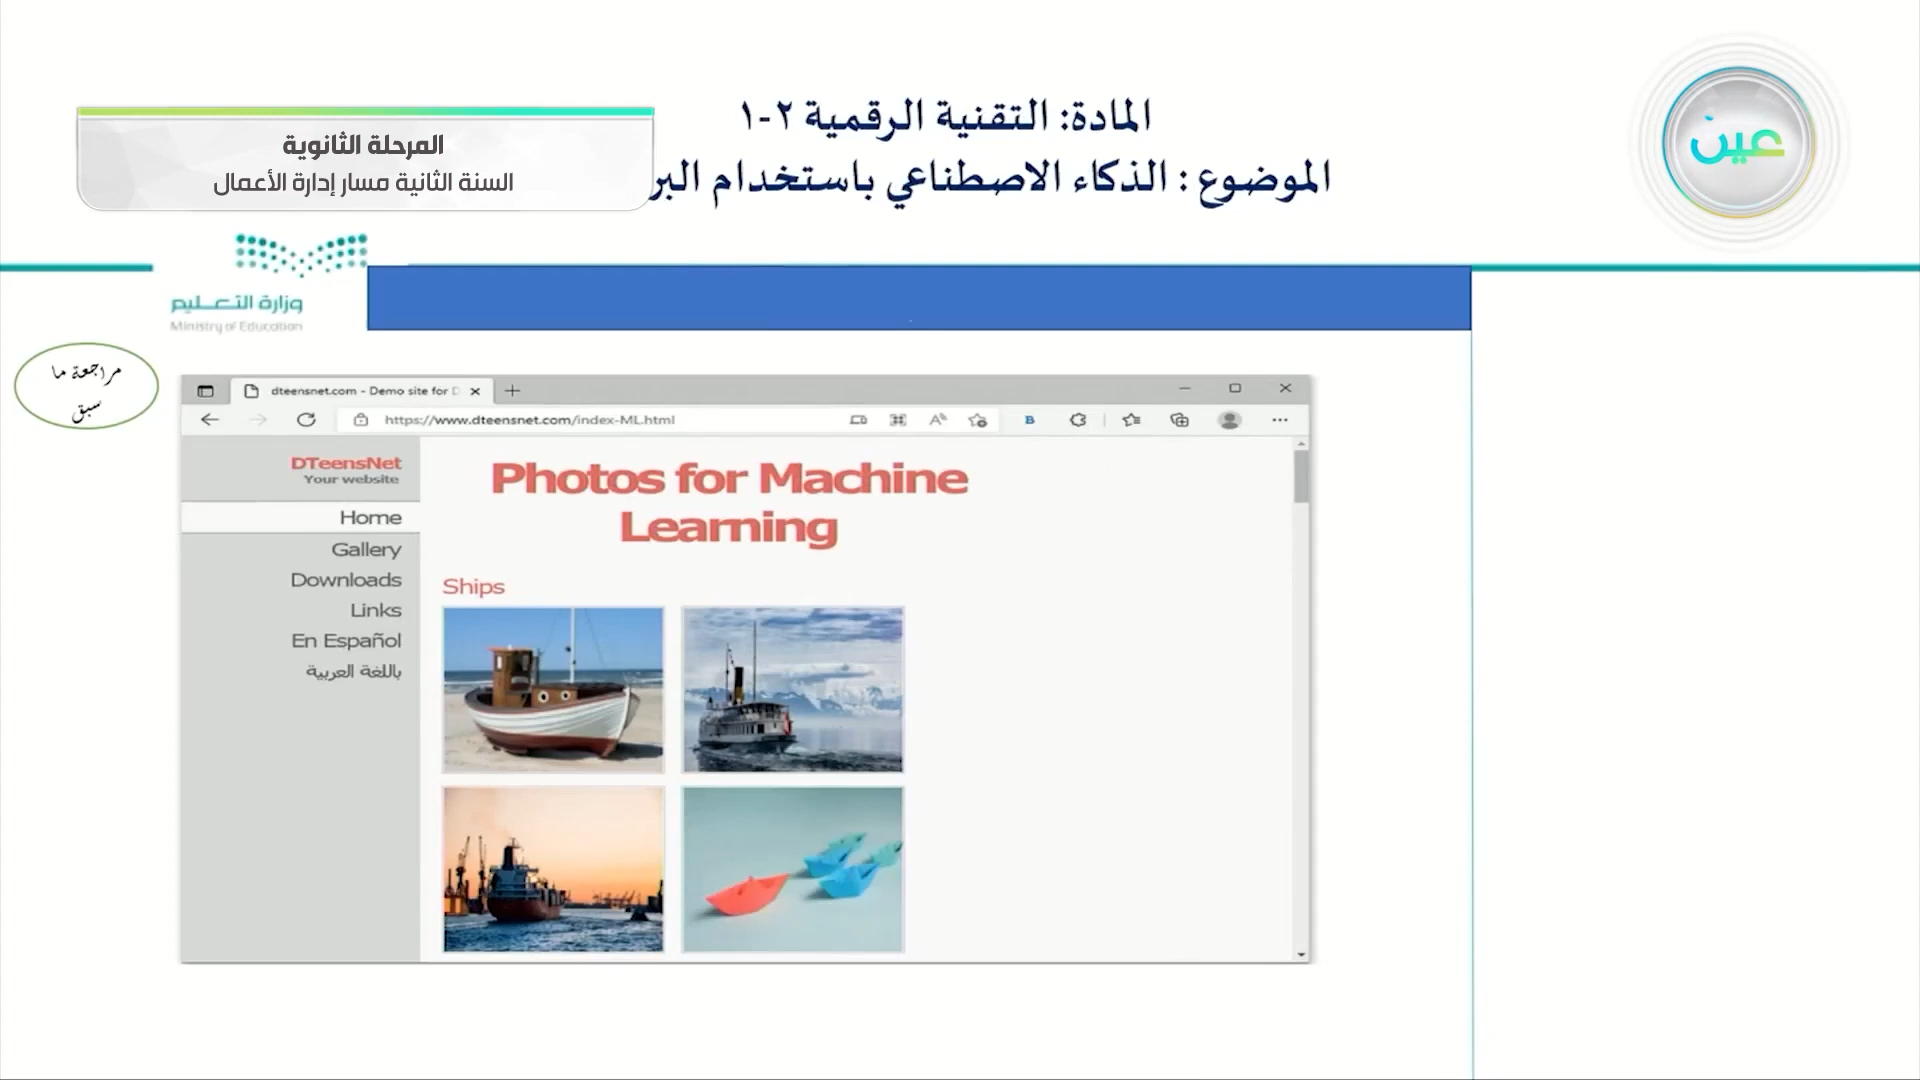 المادة: التقنية الرقمية ٢-١
الموضوع : الذكاء الاصطناعي باستخدام
المرحلة الثانوية
السنة الثانية مسار إدارة الأعمال
عين
وزارة التعليم
Ministry of Education
مراجعة ما
سبق
dteensnet.com - Demo site for
https://www.dteensnet.com/index-ML.html
DTeensNet
Your website
Home
Gallery
Downloads
Links
En Español
باللغة العربية
Photos for Machine
Learning
Ships